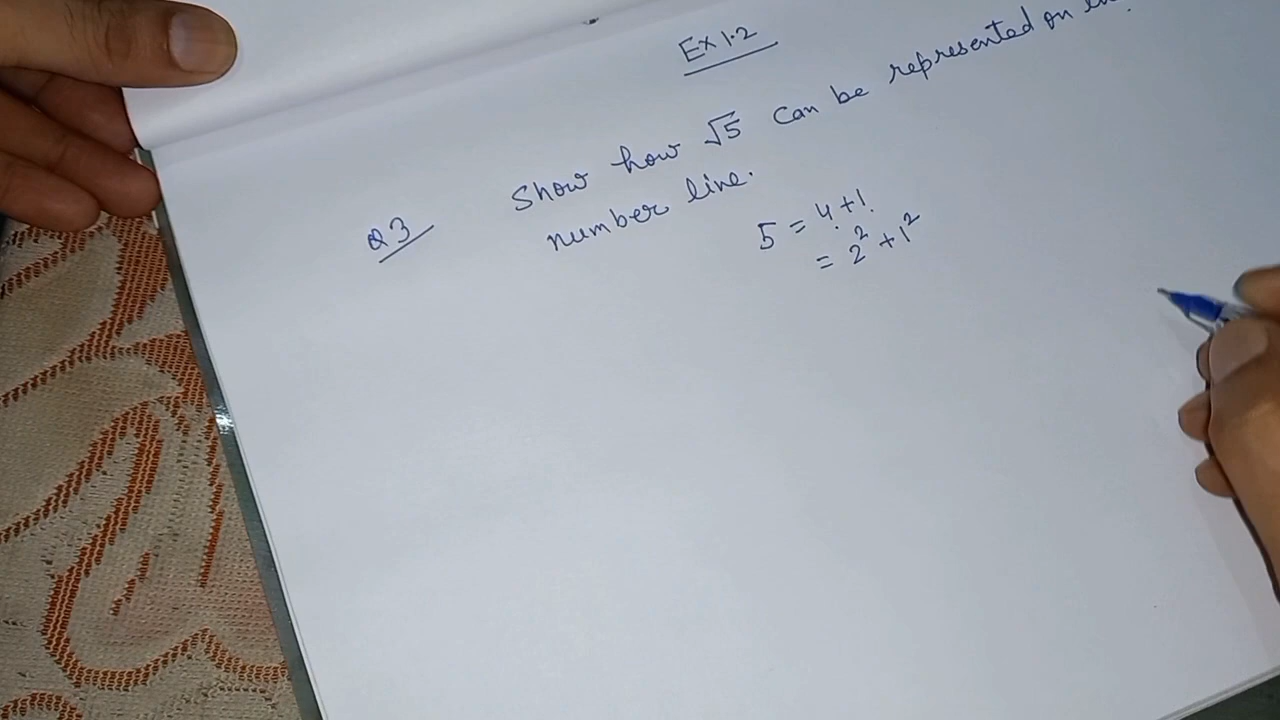 Ex 1.2
Q3 Show how √5 can be represented on
number line.
5 = 4+1
= 2² + 1²